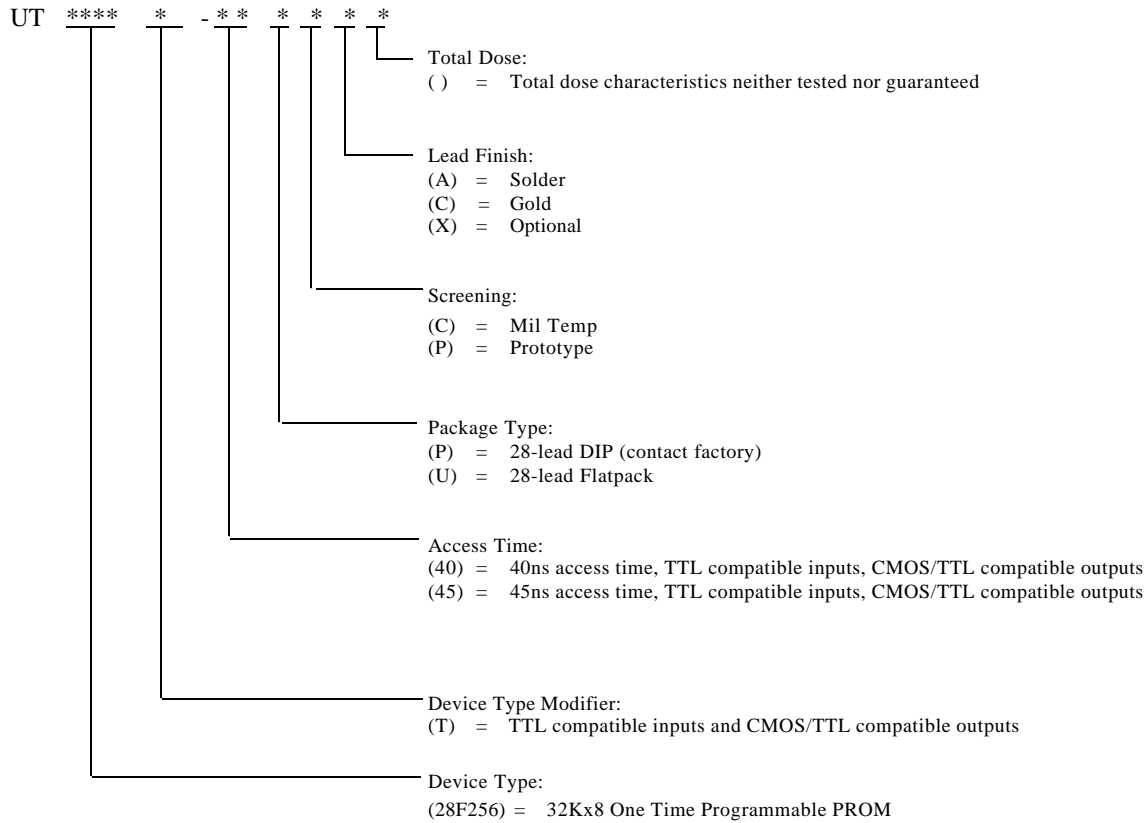 UT **** * - * * * * * *
Total Dose:
( ) = Total dose characteristics neither tested nor guaranteed
Lead Finish:
(A) = Solder
(C) = Gold
(X) = Optional
Screening:
(C) = Mil Temp
(P) = Prototype
Package Type:
(P) = 28-lead DIP (contact factory)
(U) = 28-lead Flatpack
Access Time:
(40) = 40ns access time, TTL compatible inputs, CMOS/TTL compatible outputs
(45) = 45ns access time, TTL compatible inputs, CMOS/TTL compatible outputs
Device Type Modifier:
(T) = TTL compatible inputs and CMOS/TTL compatible outputs
Device Type:
(28F256) = 32Kx8 One Time Programmable PROM